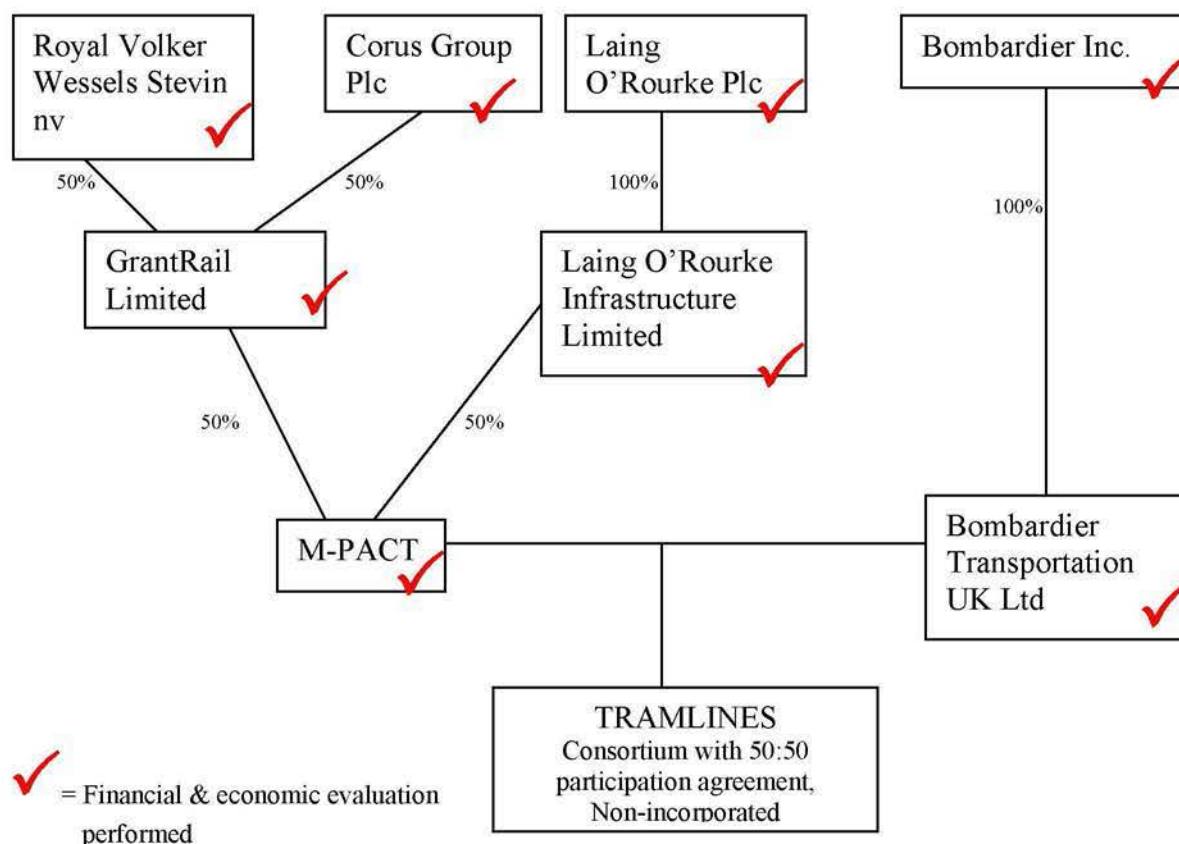 Royal Volker
Wessels Stevin
nv
Corus Group
Plc
Laing
O'Rourke Plc
Bombardier Inc.
50%
50%
100%
100%
GrantRail
Limited
Laing O'Rourke
Infrastructure
Limited
50%
50%
M-PACT
Bombardier
Transportation
UK Ltd
TRAMLINES
Consortium with 50:50
participation agreement,
Non-incorporated
= Financial & economic evaluation
performed